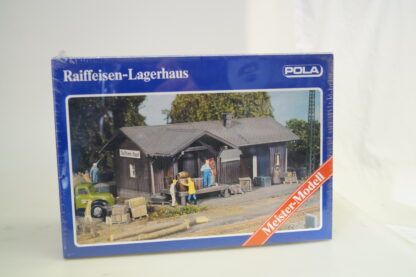 Raiffeisen-Lagerhaus
POLA
Meister-Modell